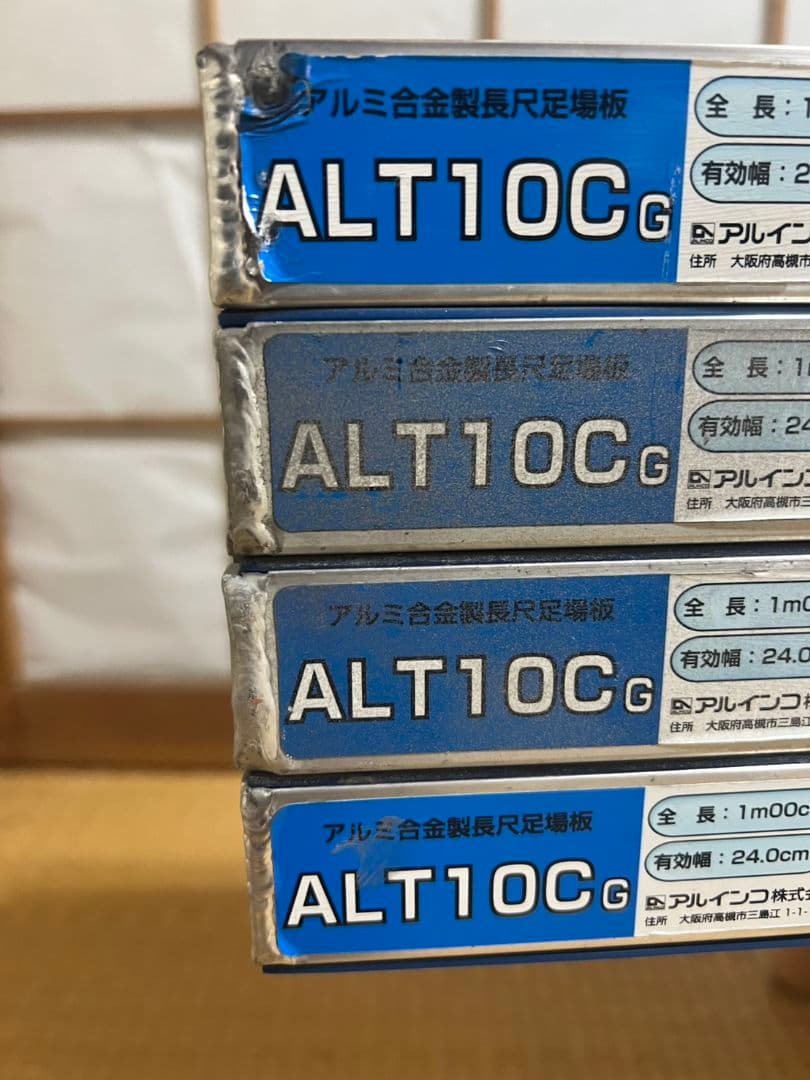 アルミ合金製長尺足場板
ALT10CG
全 長：1
有効幅：2
アルイン
住所 大阪府高槻市
アルミ合金製長尺足場板
ALT10CG
全 長：1
有効幅：24
アルイン
住所 大阪府高槻市三
アルミ合金製長尺足場板
ALT10CG
全 長：1m0
有効幅：24.0
アルインコ株
住所 大阪府高槻市三島江
アルミ合金製長尺足場板
ALT10CG
全 長：1m00c
有効幅：24.0cm
アルインコ株式
住所 大阪府高槻市三島江 1-1-